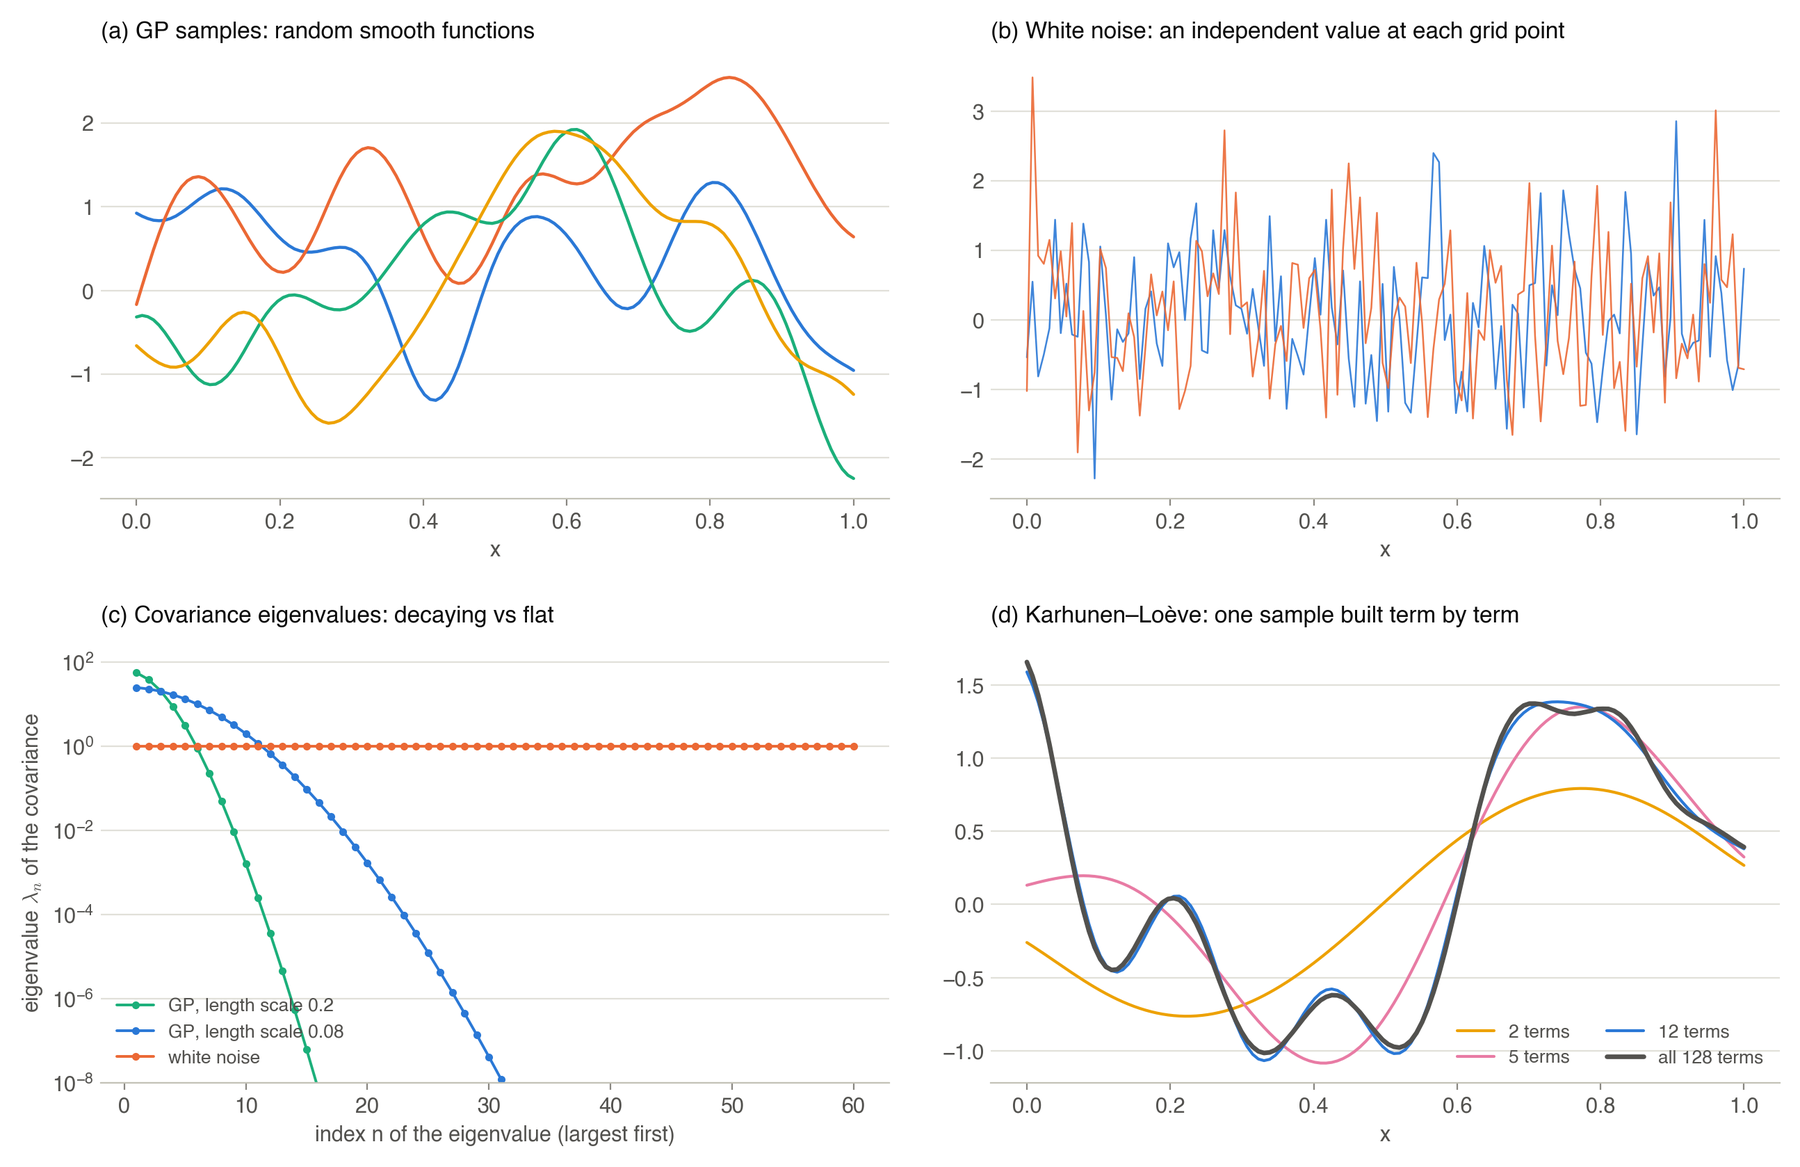 (a) GP samples: random smooth functions
2
1
0
−1
−2
0.0 0.2 0.4 0.6 0.8 1.0
x
(b) White noise: an independent value at each grid point
3
2
1
0
−1
−2
0.0 0.2 0.4 0.6 0.8 1.0
x
(c) Covariance eigenvalues: decaying vs flat
eigenvalue λₙ of the covariance
10²
10⁰
10⁻²
10⁻⁴
10⁻⁶
10⁻⁸
GP, length scale 0.2
GP, length scale 0.08
white noise
0 10 20 30 40 50 60
index n of the eigenvalue (largest first)
(d) Karhunen–Loève: one sample built term by term
1.5
1.0
0.5
0.0
−0.5
−1.0
2 terms 12 terms
5 terms all 128 terms
0.0 0.2 0.4 0.6 0.8 1.0
x